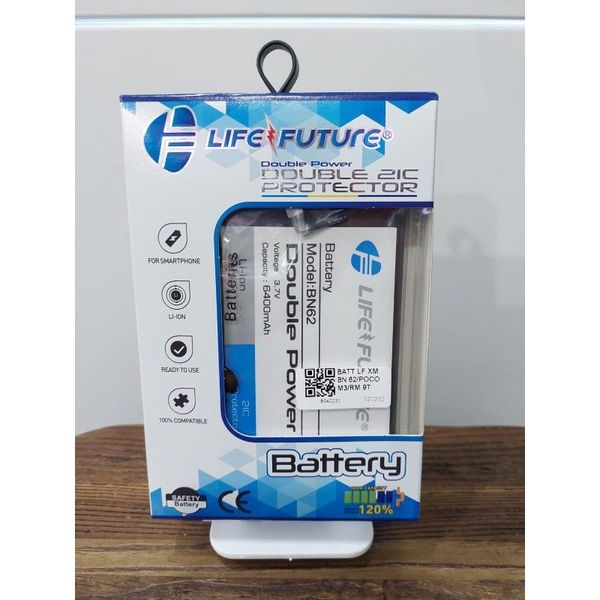 LIFE FUTURE®
Double Power
DOUBLE 2IC
PROTECTOR
FOR SMARTPHONE
LI-ION
READY TO USE
100% COMPATIBLE
Li-ion
Batteries
2IC
Protector
Battery
Model:BN62
Voltage : 3.7V
Capacity : 6400mAh
Double Power
LIFE FUTURE®
BATT LF XM
BN 62/POCO
M3/RM 9T
Battery
SAFETY
Battery
CE
120%